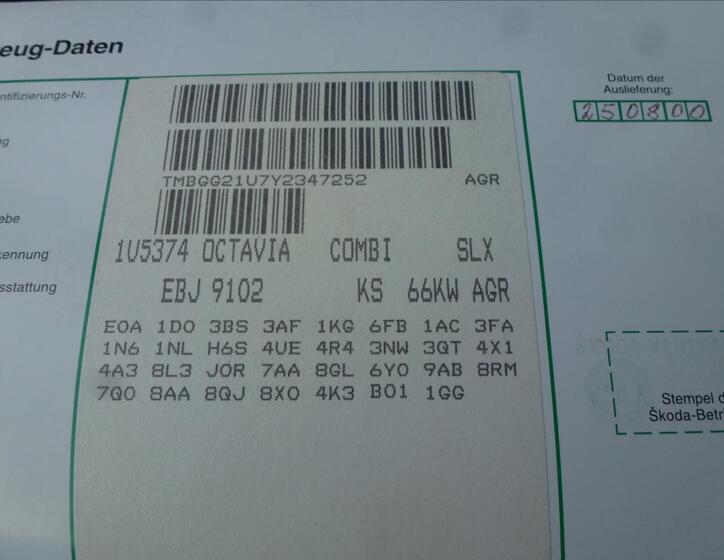 eug-Daten
ntifizierungs-Nr.
Datum der
Auslieferung:
250800
ng
TMBGG21U7Y2347252 AGR
ebe
1U5374 OCTAVIA COMBI SLX
kennung
sstattung
EBJ 9102 KS 66KW AGR
E0A 1D0 3BS 3AF 1KG 6FB 1AC 3FA
1N6 1NL H6S 4UE 4R4 3NW 3QT 4X1
4A3 8L3 J0R 7AA 8GL 6Y0 9AB 8RM
7Q0 8AA 8QJ 8X0 4K3 B01 1GG
Stempel d
Škoda-Betr